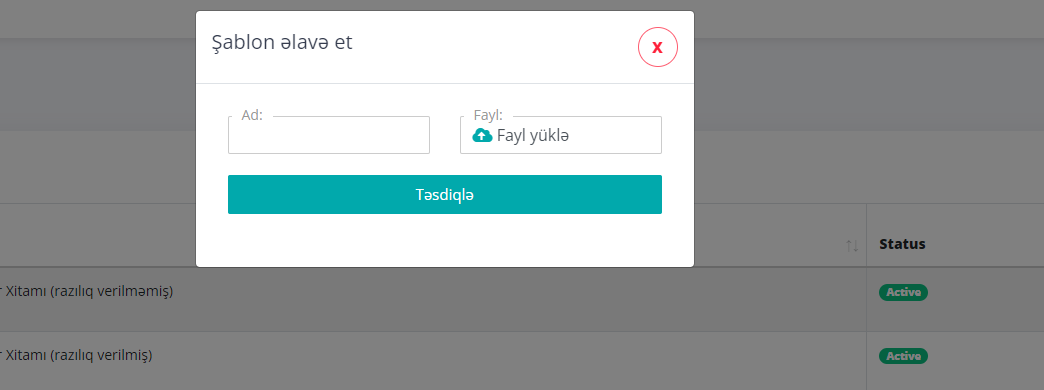 Şablon əlavə et
X
Ad:
Fayl:
Fayl yüklə
Təsdiqlə
Status
Xitamı (razılıq verilməmiş)
Active
Xitamı (razılıq verilmiş)
Active